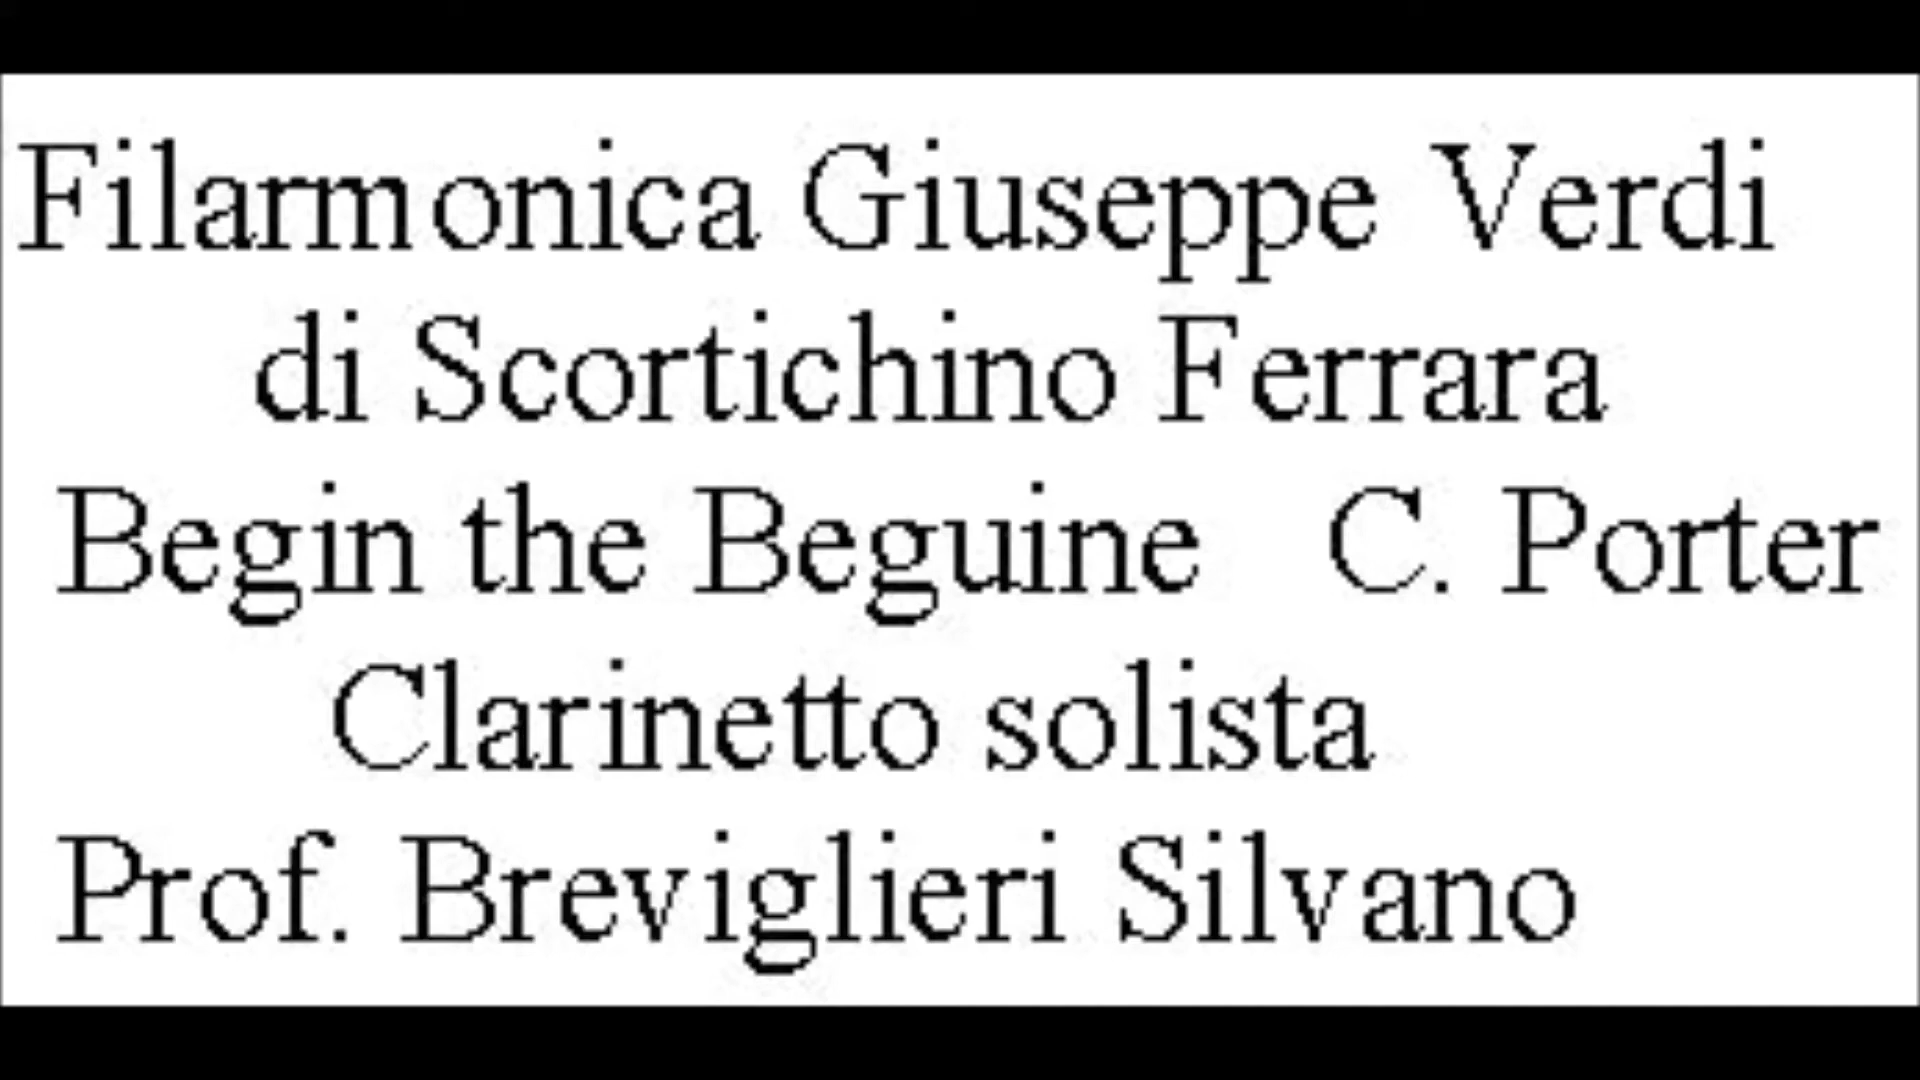 Filarmonica Giuseppe Verdi
di Scortichino Ferrara
Begin the Beguine C. Porter
Clarinetto solista
Prof. Breviglieri Silvano